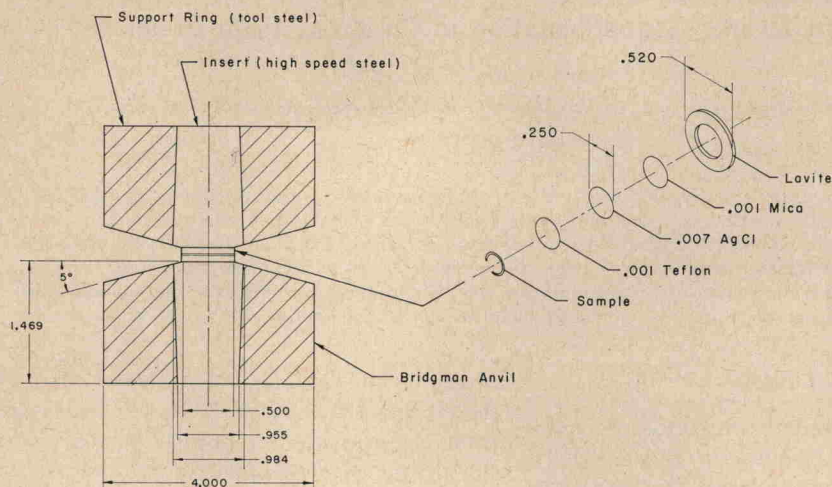 Support Ring (tool steel)
Insert (high speed steel)
.520
.250
Lavite
.001 Mica
.007 AgCl
.001 Teflon
Sample
5°
1.469
Bridgman Anvil
.500
.955
.984
4.000